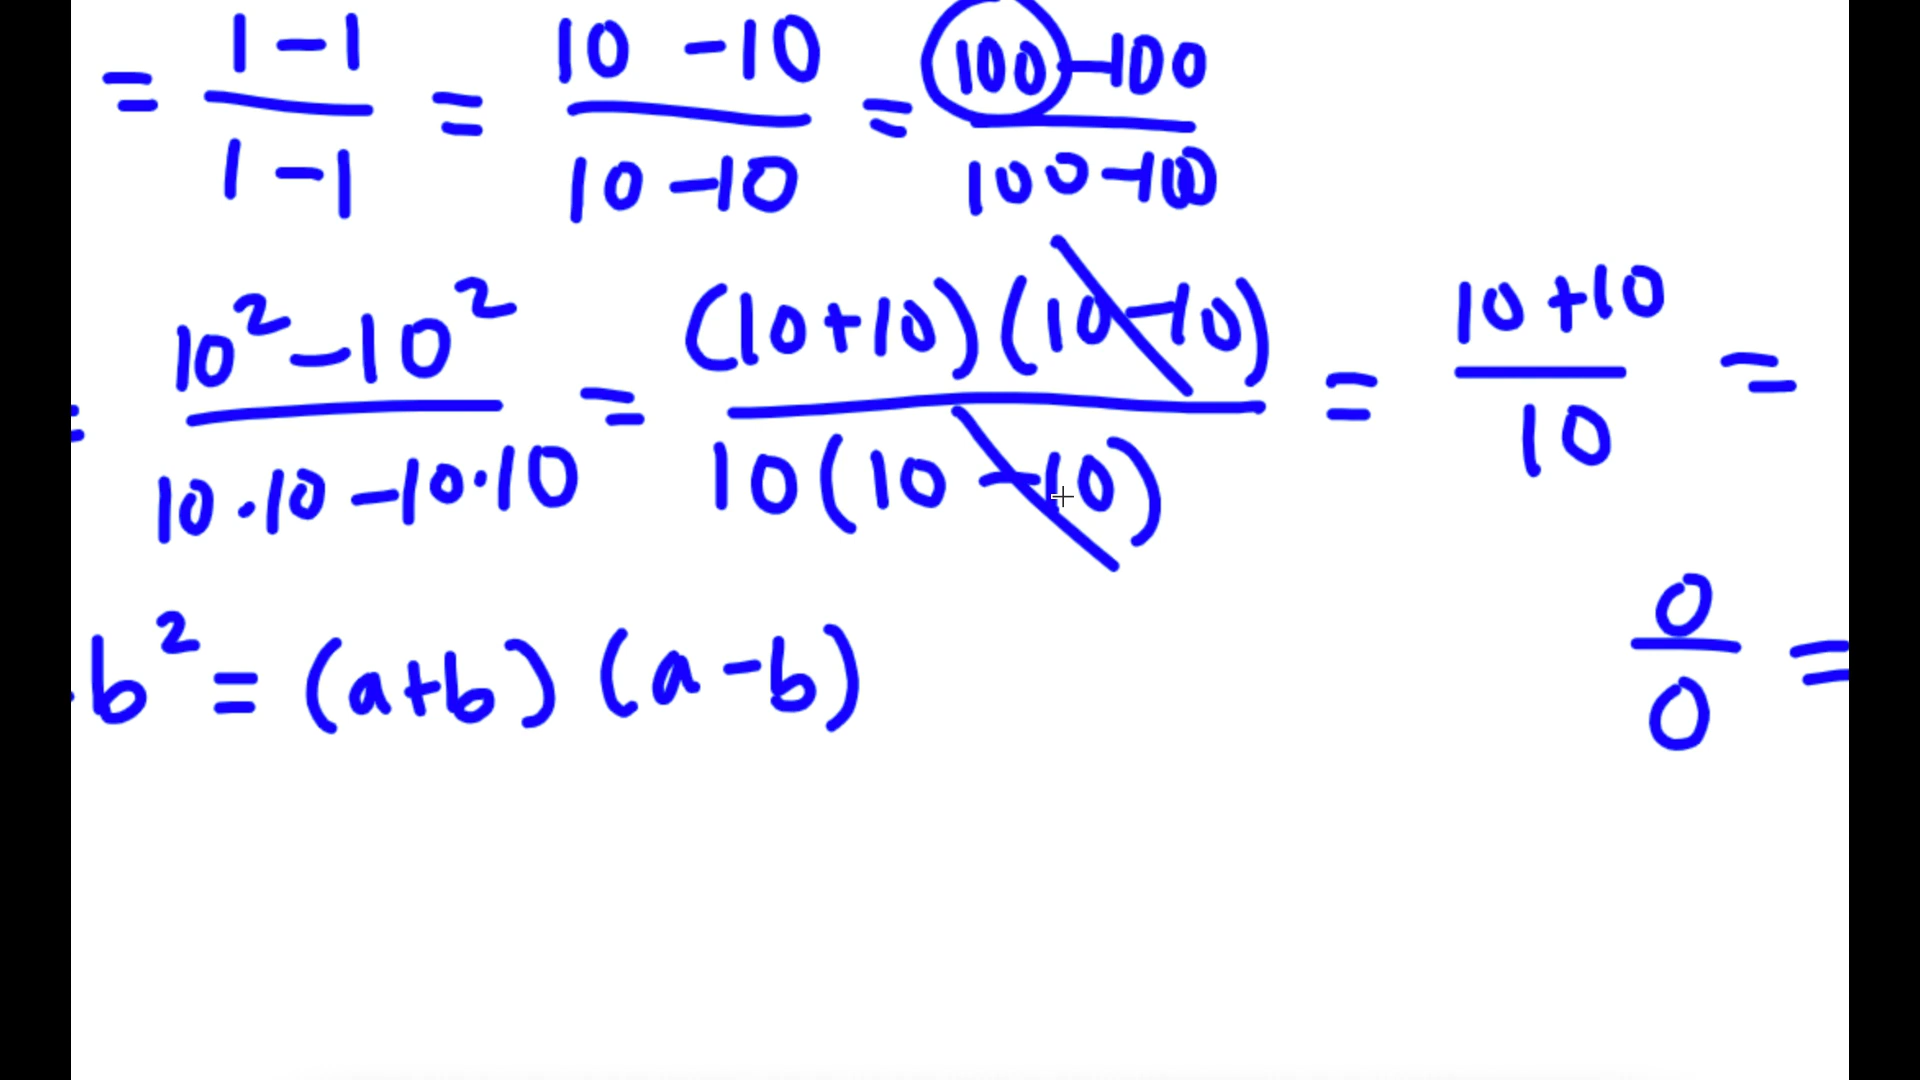 = (1 - 1)/(1 - 1) = (10 - 10)/(10 - 10) = (100 - 100)/(100 - 100)
= (10² - 10²)/(10·10 - 10·10) = ((10+10)(10-10))/(10(10-10)) = (10+10)/10 =
b² = (a+b)(a-b)
0/0 =